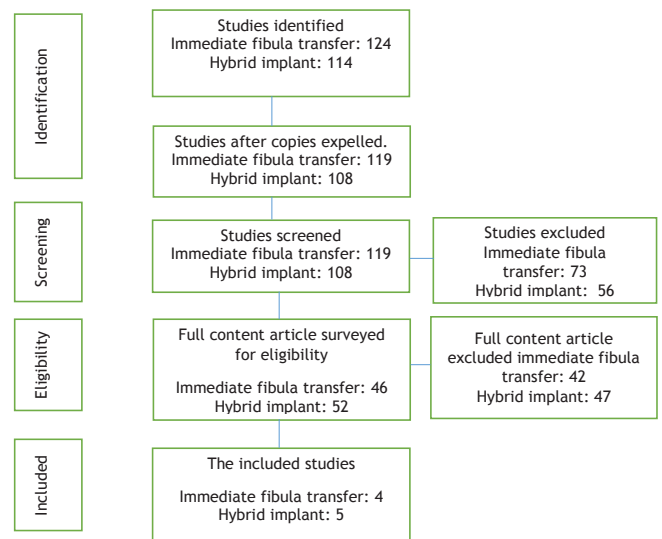 Identification
Studies identified
Immediate fibula transfer: 124
Hybrid implant: 114
Studies after copies expelled.
Immediate fibula transfer: 119
Hybrid implant: 108
Screening
Studies screened
Immediate fibula transfer: 119
Hybrid implant: 108
Studies excluded
Immediate fibula
transfer: 73
Hybrid implant: 56
Eligibility
Full content article surveyed
for eligibility
Immediate fibula transfer: 46
Hybrid implant: 52
Full content article
excluded immediate fibula
transfer: 42
Hybrid implant: 47
Included
The included studies
Immediate fibula transfer: 4
Hybrid implant: 5